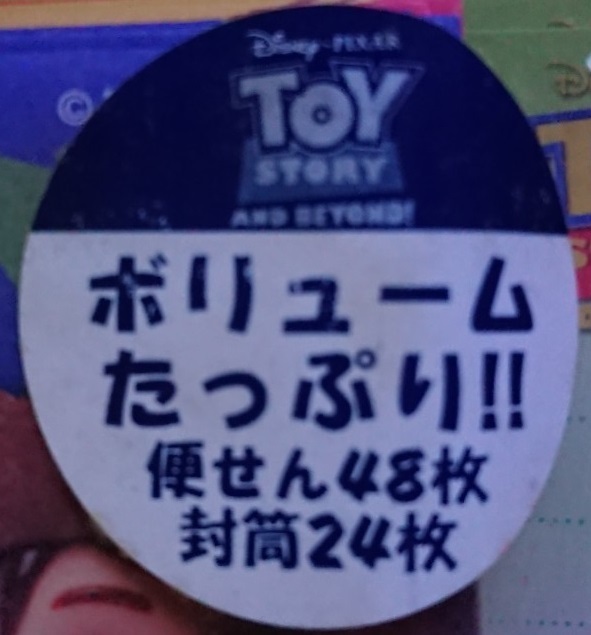 ©
Disney·PIXAR
TOY
STORY
AND BEYOND!
ボリューム
たっぷり!!
便せん48枚
封筒24枚